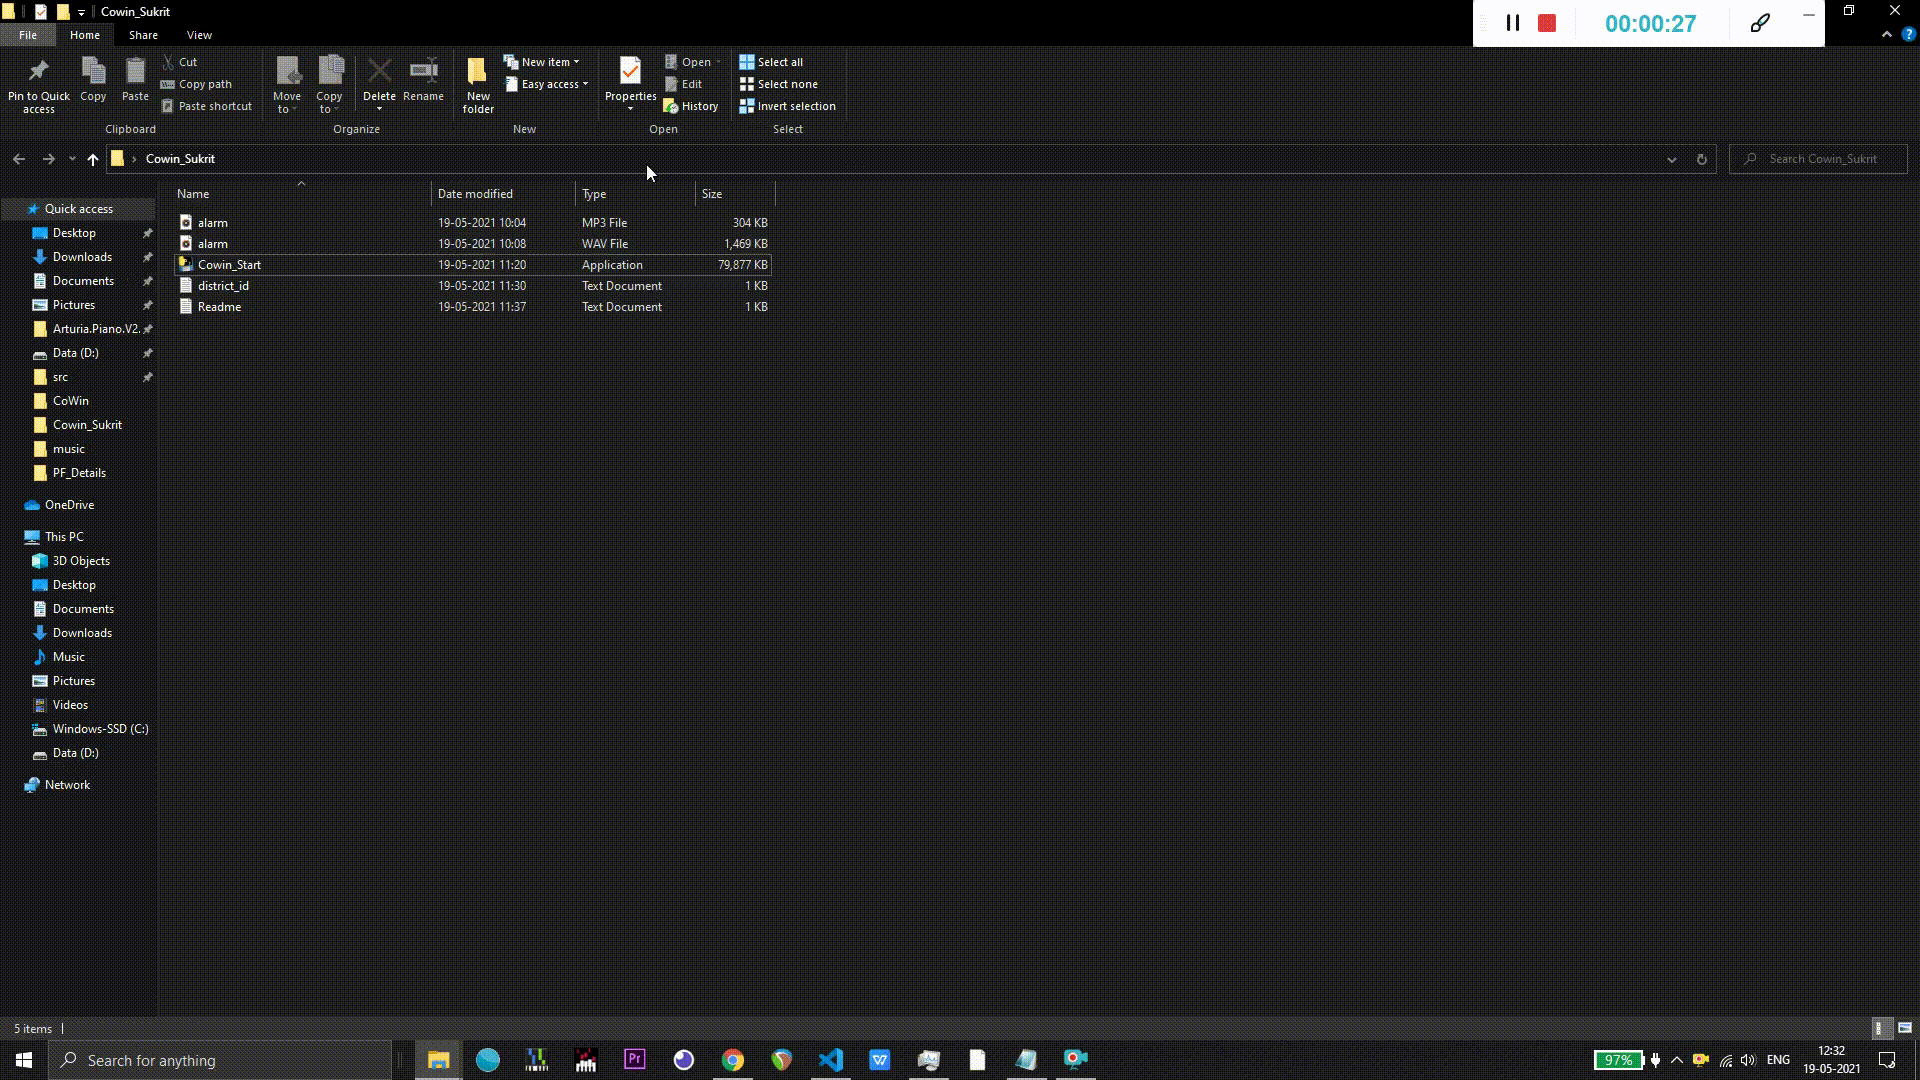 Cowin_Sukrit
File Home Share View
00:00:27
Pin to Quick access
Copy
Paste
Cut
Copy path
Paste shortcut
Clipboard
Move to
Copy to
Delete
Rename
Organize
New folder
New item
Easy access
New
Properties
Open
Edit
History
Open
Select all
Select none
Invert selection
Select
Cowin_Sukrit
Search Cowin_Sukrit
Name Date modified Type Size
alarm 19-05-2021 10:04 MP3 File 304 KB
alarm 19-05-2021 10:08 WAV File 1,469 KB
Cowin_Start 19-05-2021 11:20 Application 79,877 KB
district_id 19-05-2021 11:30 Text Document 1 KB
Readme 19-05-2021 11:37 Text Document 1 KB
Quick access
Desktop
Downloads
Documents
Pictures
Arturia.Piano.V2.
Data (D:)
src
CoWin
Cowin_Sukrit
music
PF_Details
OneDrive
This PC
3D Objects
Desktop
Documents
Downloads
Music
Pictures
Videos
Windows-SSD (C:)
Data (D:)
Network
5 items
Search for anything
Pr
W
97%
ENG
12:32
19-05-2021